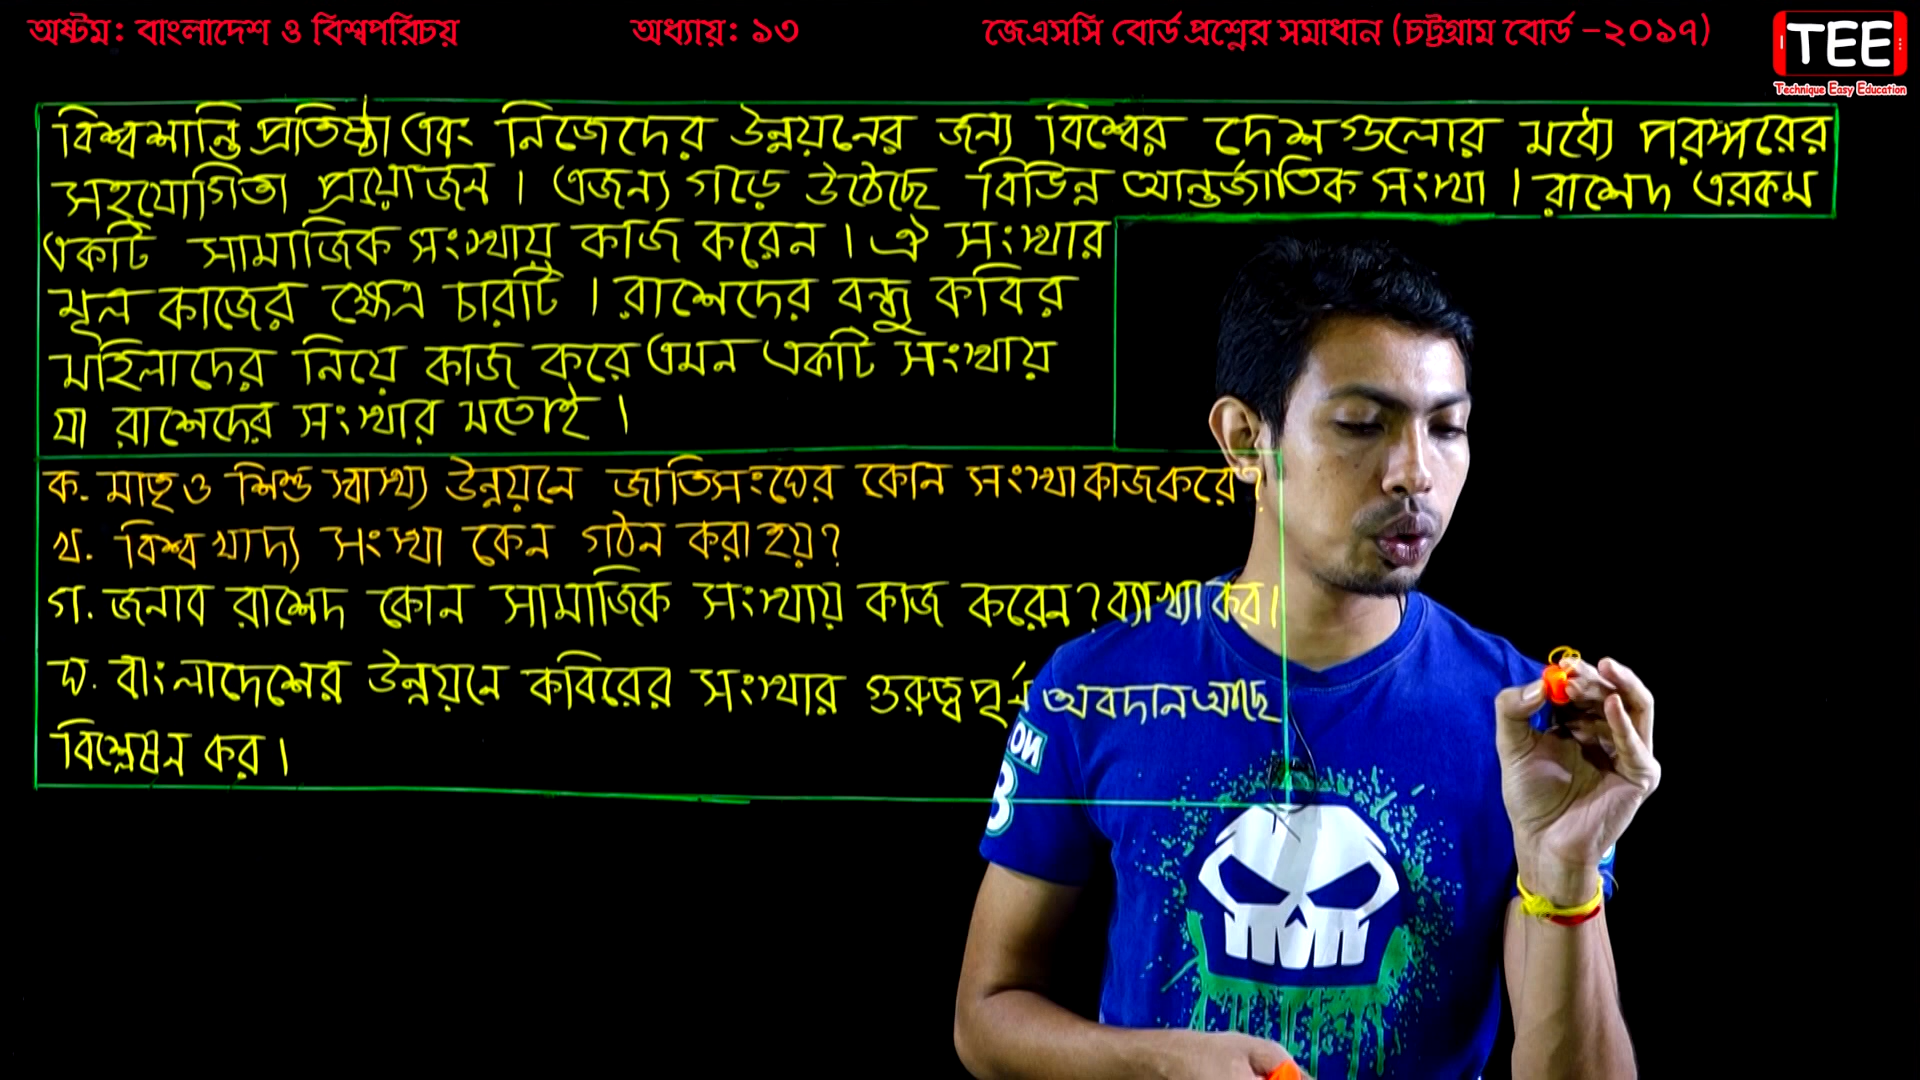 অষ্টম: বাংলাদেশ ও বিশ্বপরিচয়
অধ্যায়: ১৩
জেএসসি বোর্ড প্রশ্নের সমাধান (চট্টগ্রাম বোর্ড -২০১৭)
TEE
Technique Easy Education
বিশ্বশান্তি প্রতিষ্ঠা এবং নিজেদের উন্নয়নের জন্য বিশ্বের দেশগুলোর মধ্যে পরস্পরের
সহযোগিতা প্রয়োজন । এজন্য গড়ে উঠেছে বিভিন্ন আন্তর্জাতিক সংস্থা । রাশেদ এরকম
একটি সামাজিক সংস্থায় কাজ করেন । ঐ সংস্থার
মূল কাজের ক্ষেত্র চারটি । রাশেদের বন্ধু কবির
মহিলাদের নিয়ে কাজ করে এমন একটি সংস্থায়
যা রাশেদের সংস্থার মতোই ।
ক. মাতৃ ও শিশু স্বাস্থ্য উন্নয়নে জাতিসংঘের কোন সংস্থা কাজ করে?
খ. বিশ্ব খাদ্য সংস্থা কেন গঠন করা হয়?
গ. জনাব রাশেদ কোন সামাজিক সংস্থায় কাজ করেন? ব্যাখ্যা কর।
ঘ. বাংলাদেশের উন্নয়নে কবিরের সংস্থার গুরুত্বপূর্ণ অবদান আছে
বিশ্লেষন কর ।
ON
8